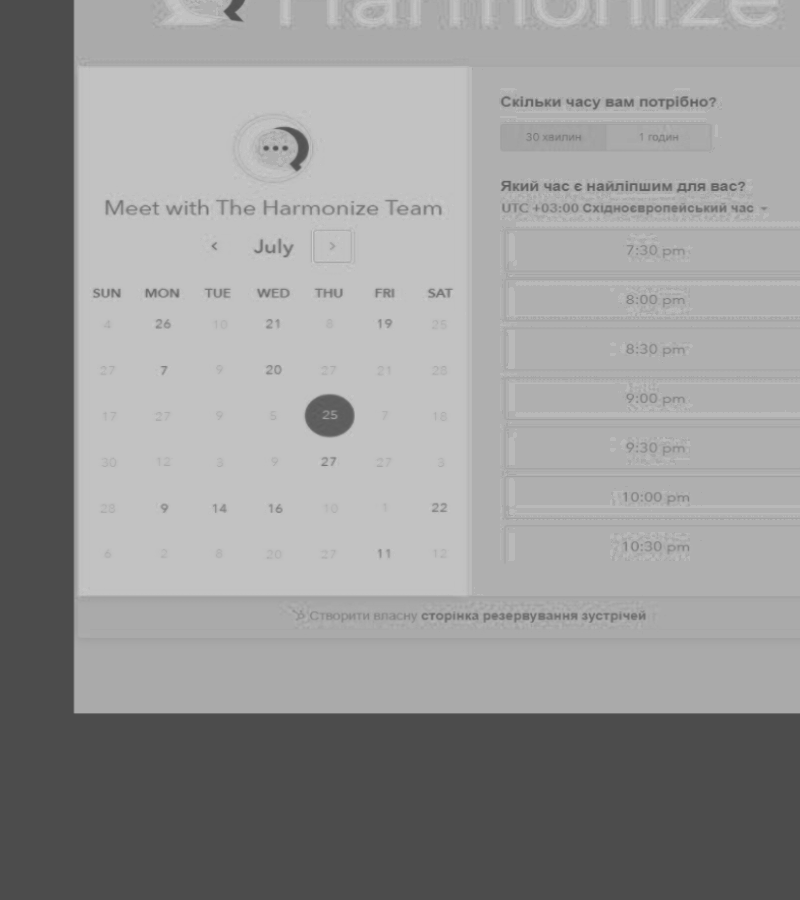 Harmonize
Meet with The Harmonize Team
July
SUN MON TUE WED THU FRI SAT
4 26 10 21 8 19 25
27 7 9 20 27 21 28
17 27 9 5 25 7 18
30 12 3 9 27 27 3
28 9 14 16 10 1 22
6 2 8 20 27 11 12
Скільки часу вам потрібно?
30 хвилин 1 годин
Який час є найліпшим для вас?
UTC +03:00 Східноєвропейський час
7:30 pm
8:00 pm
8:30 pm
9:00 pm
9:30 pm
10:00 pm
10:30 pm
Створити власну сторінка резервування зустрічей